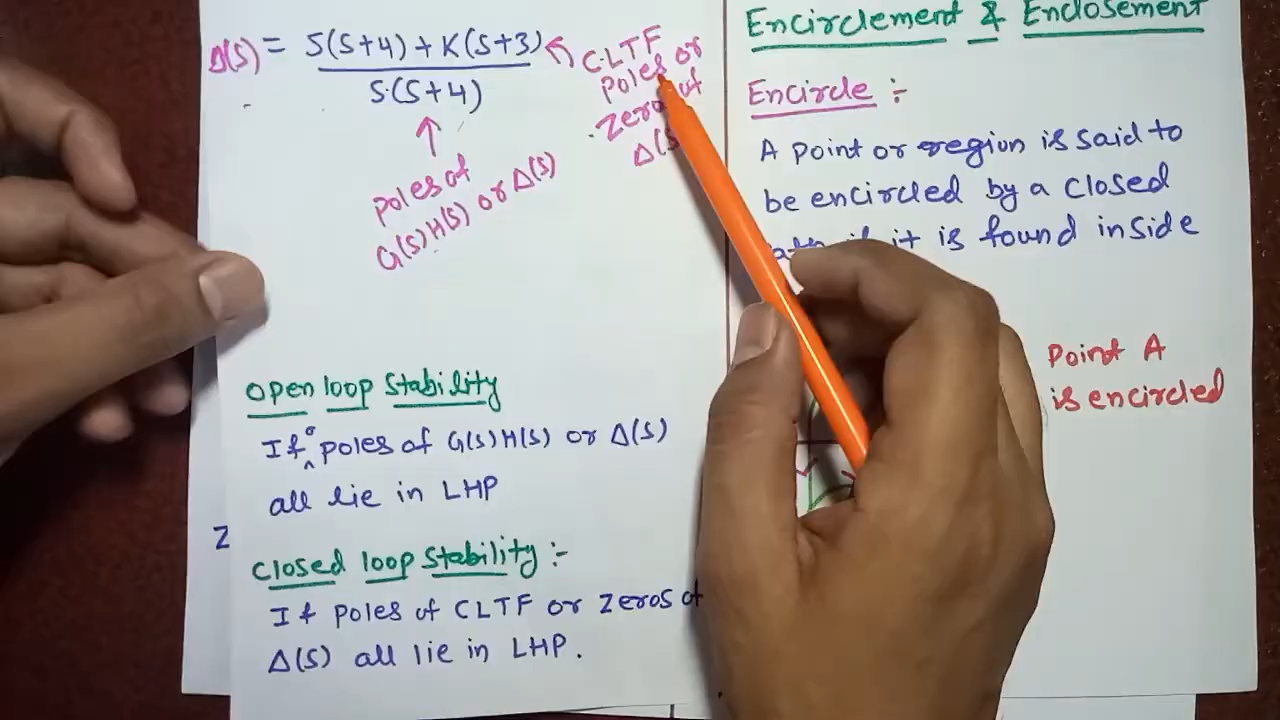 Δ(S) = S(S+4) + K(S+3)
S(S+4)
C.L.T.F
Poles or
Zero of
Δ(S
Poles of
G(S)H(S) or Δ(S)
Open loop Stability
If poles of G(S)H(S) or Δ(S)
all lie in LHP
Z
Closed loop Stability :-
If poles of CLTF or Zeros of
Δ(S) all lie in LHP.
Encirclement & Enclosement
Encircle :-
A point or region is said to
be encircled by a closed
it is found inside
Point A
is encircled